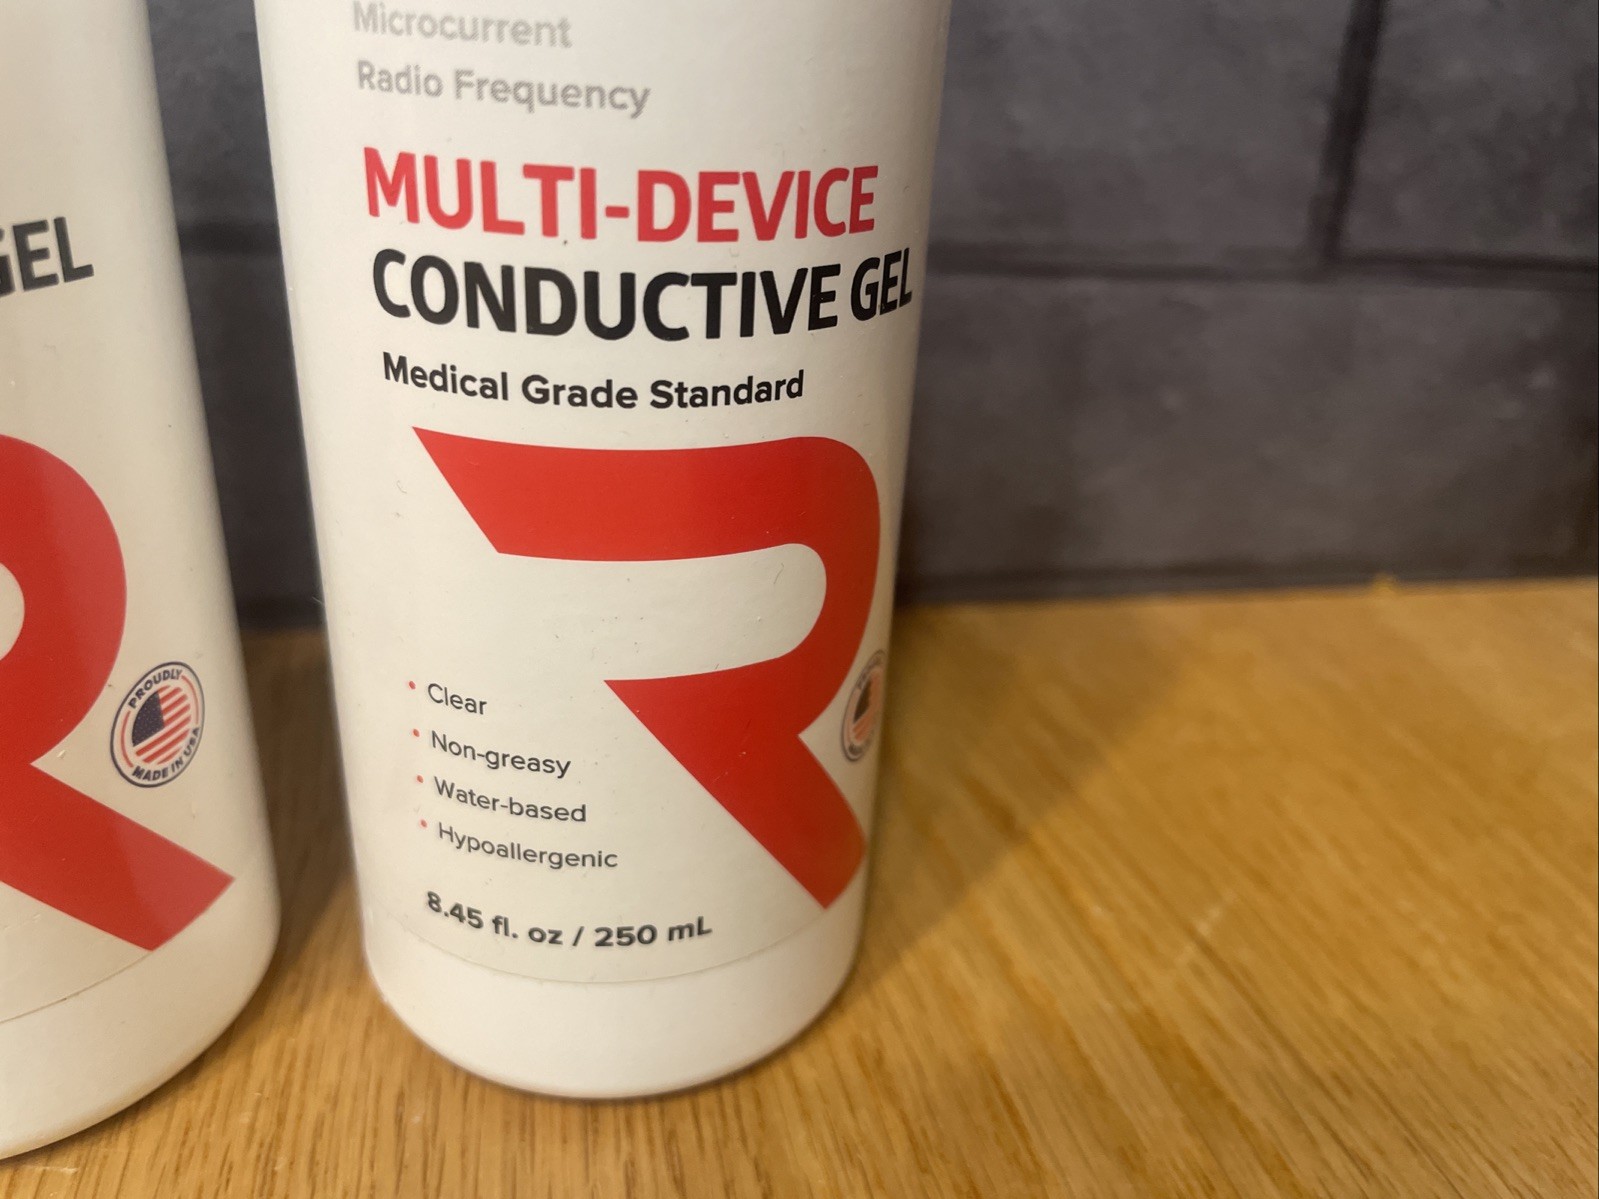 Microcurrent
Radio Frequency
MULTI-DEVICE
CONDUCTIVE GEL
Medical Grade Standard
• Clear
• Non-greasy
• Water-based
• Hypoallergenic
8.45 fl. oz / 250 mL
GEL
PROUDLY
MADE IN USA